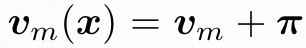 𝒗ₘ(𝒙) = 𝒗ₘ + 𝝅